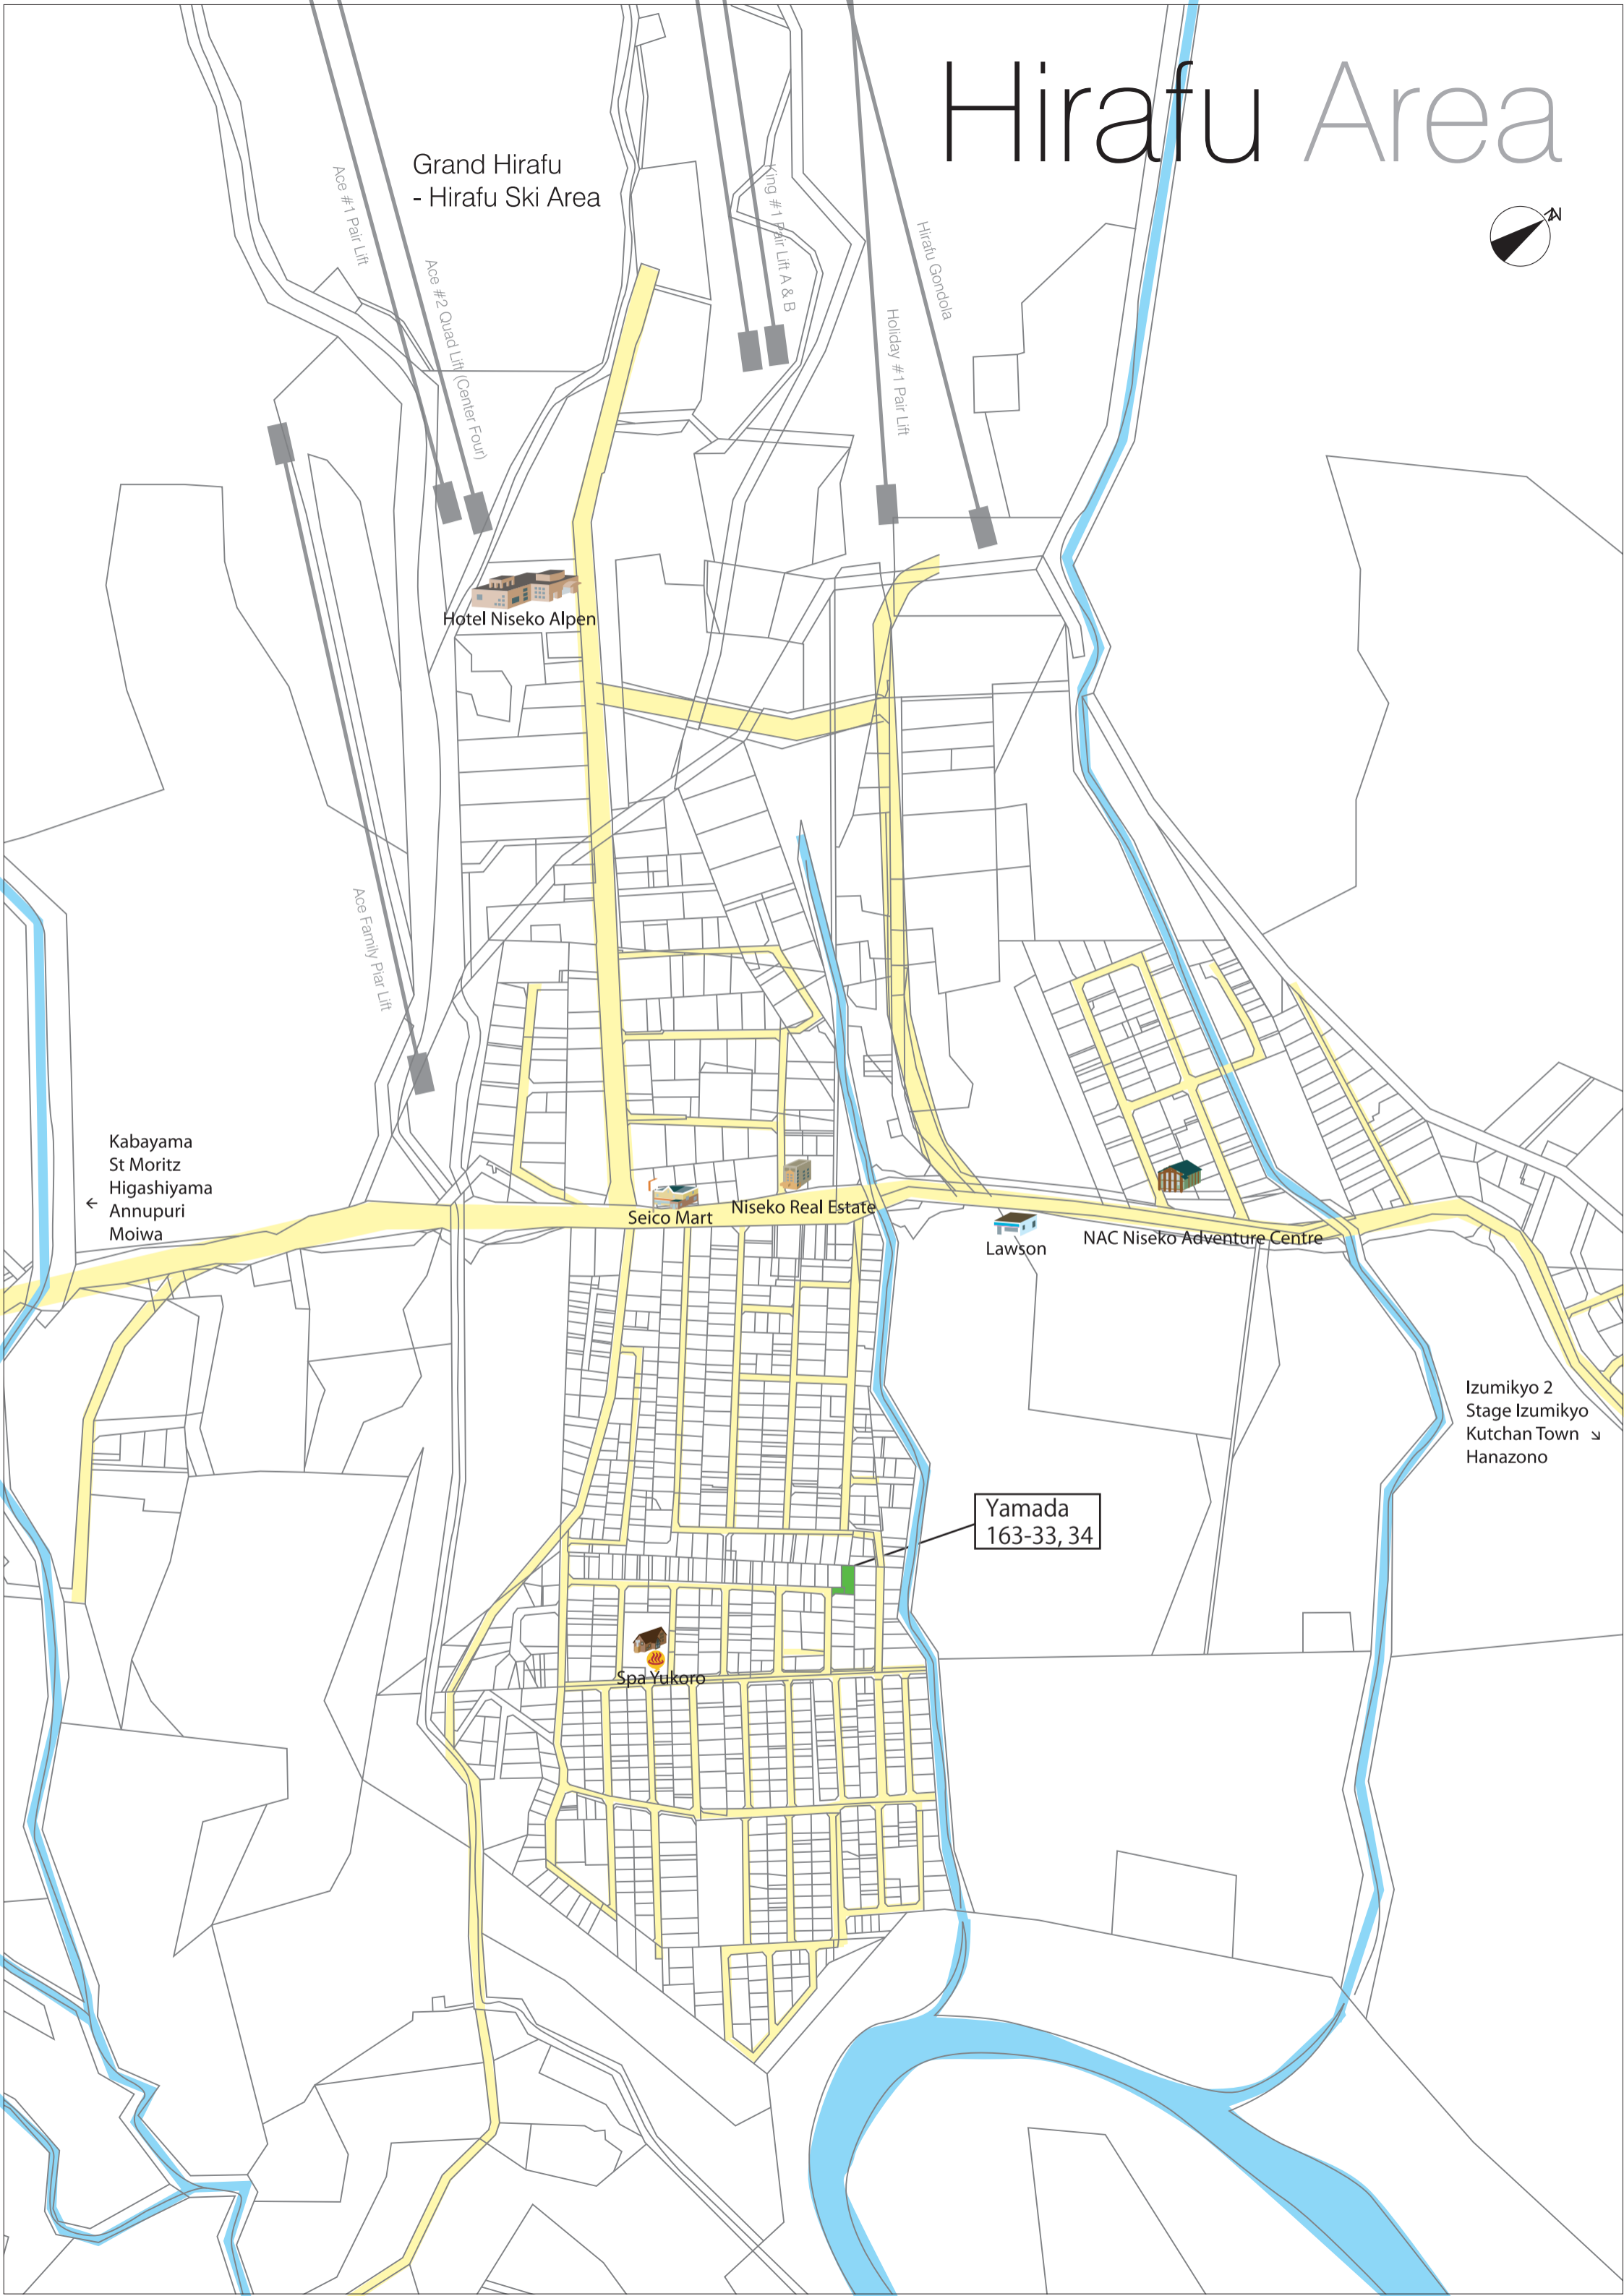 Hirafu Area
N
Grand Hirafu
- Hirafu Ski Area
Ace #1 Pair Lift
Ace #2 Quad Lift (Center Four)
King #1 Pair Lift A & B
Holiday #1 Pair Lift
Hirafu Gondola
Hotel Niseko Alpen
Ace Family Piar Lift
Kabayama
St Moritz
← Higashiyama
Annupuri
Moiwa
Seico Mart
Niseko Real Estate
Lawson
NAC Niseko Adventure Centre
Izumikyo 2
Stage Izumikyo
Kutchan Town ↘
Hanazono
Yamada
163-33, 34
Spa Yukoro